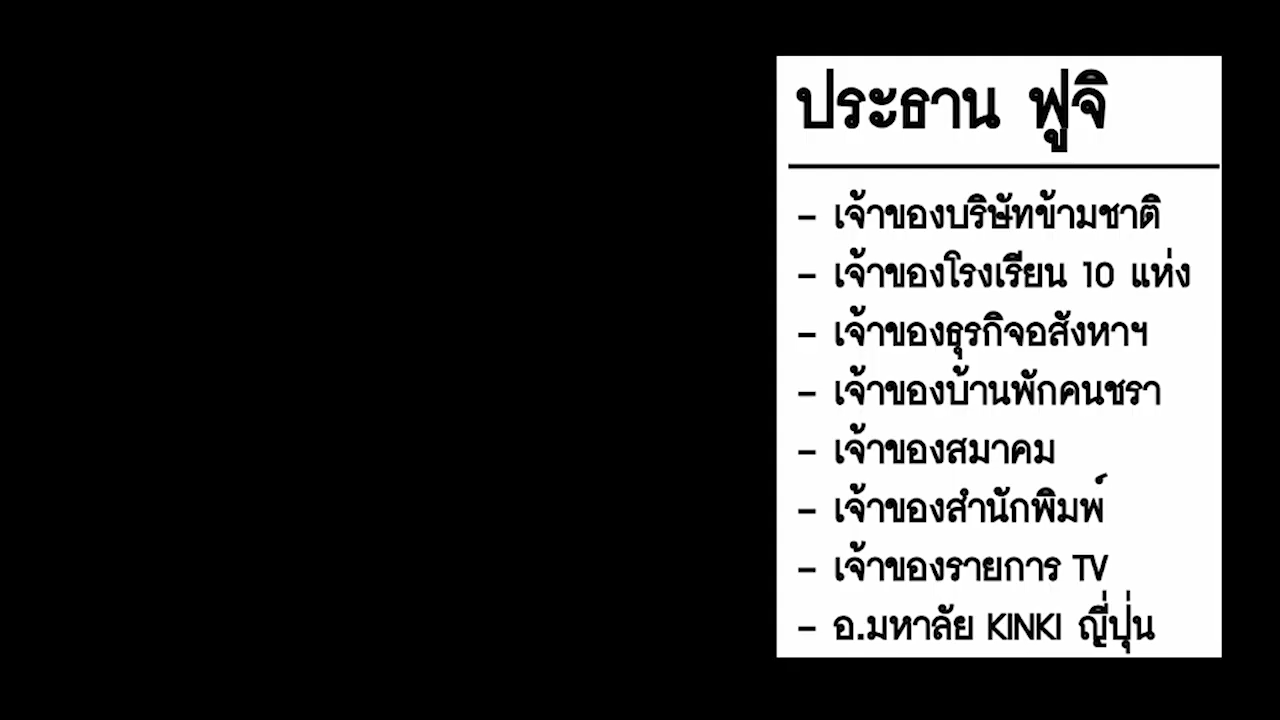 ประธาน ฟูจิ
- เจ้าของบริษัทข้ามชาติ
- เจ้าของโรงเรียน 10 แห่ง
- เจ้าของธุรกิจอสังหาฯ
- เจ้าของบ้านพักคนชรา
- เจ้าของสมาคม
- เจ้าของสำนักพิมพ์
- เจ้าของรายการ TV
- อ.มหาลัย KINKI ญี่ปุ่น